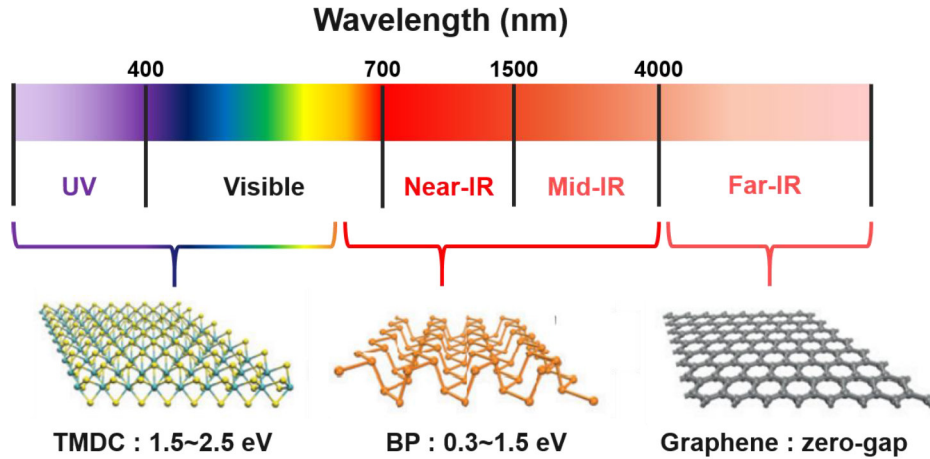 Wavelength (nm)
400 700 1500 4000
UV Visible Near-IR Mid-IR Far-IR
TMDC : 1.5~2.5 eV BP : 0.3~1.5 eV Graphene : zero-gap